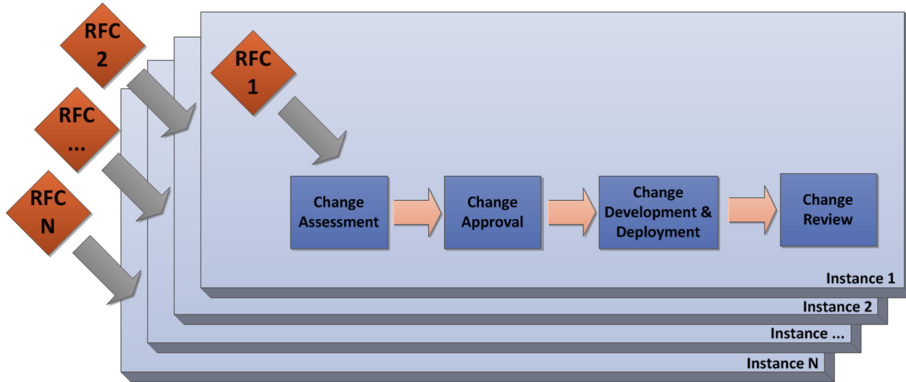 RFC
2
RFC
1
RFC
...
RFC
N
Change
Assessment
Change
Approval
Change
Development &
Deployment
Change
Review
Instance 1
Instance 2
Instance ...
Instance N